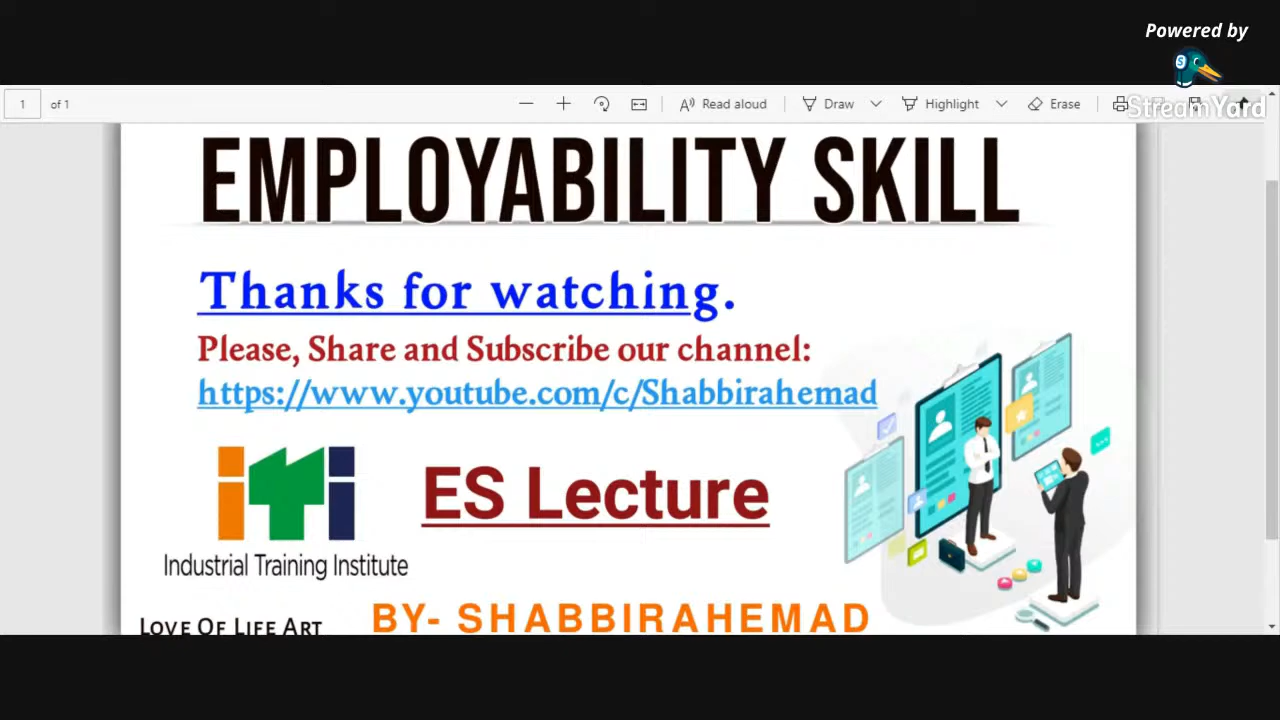 Powered by
StreamYard
1 of 1
Read aloud
Draw
Highlight
Erase
EMPLOYABILITY SKILL
Thanks for watching.
Please, Share and Subscribe our channel:
https://www.youtube.com/c/Shabbirahemad
iTi
ES Lecture
Industrial Training Institute
BY- SHABBIRAHEMAD
LOVE OF LIFE ART